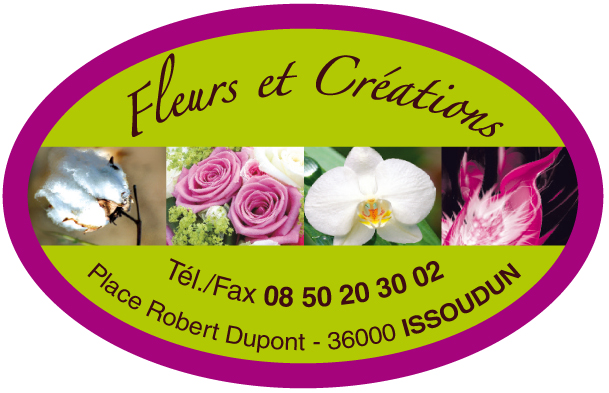 Fleurs et Créations
Tél./Fax 08 50 20 30 02
Place Robert Dupont - 36000 ISSOUDUN